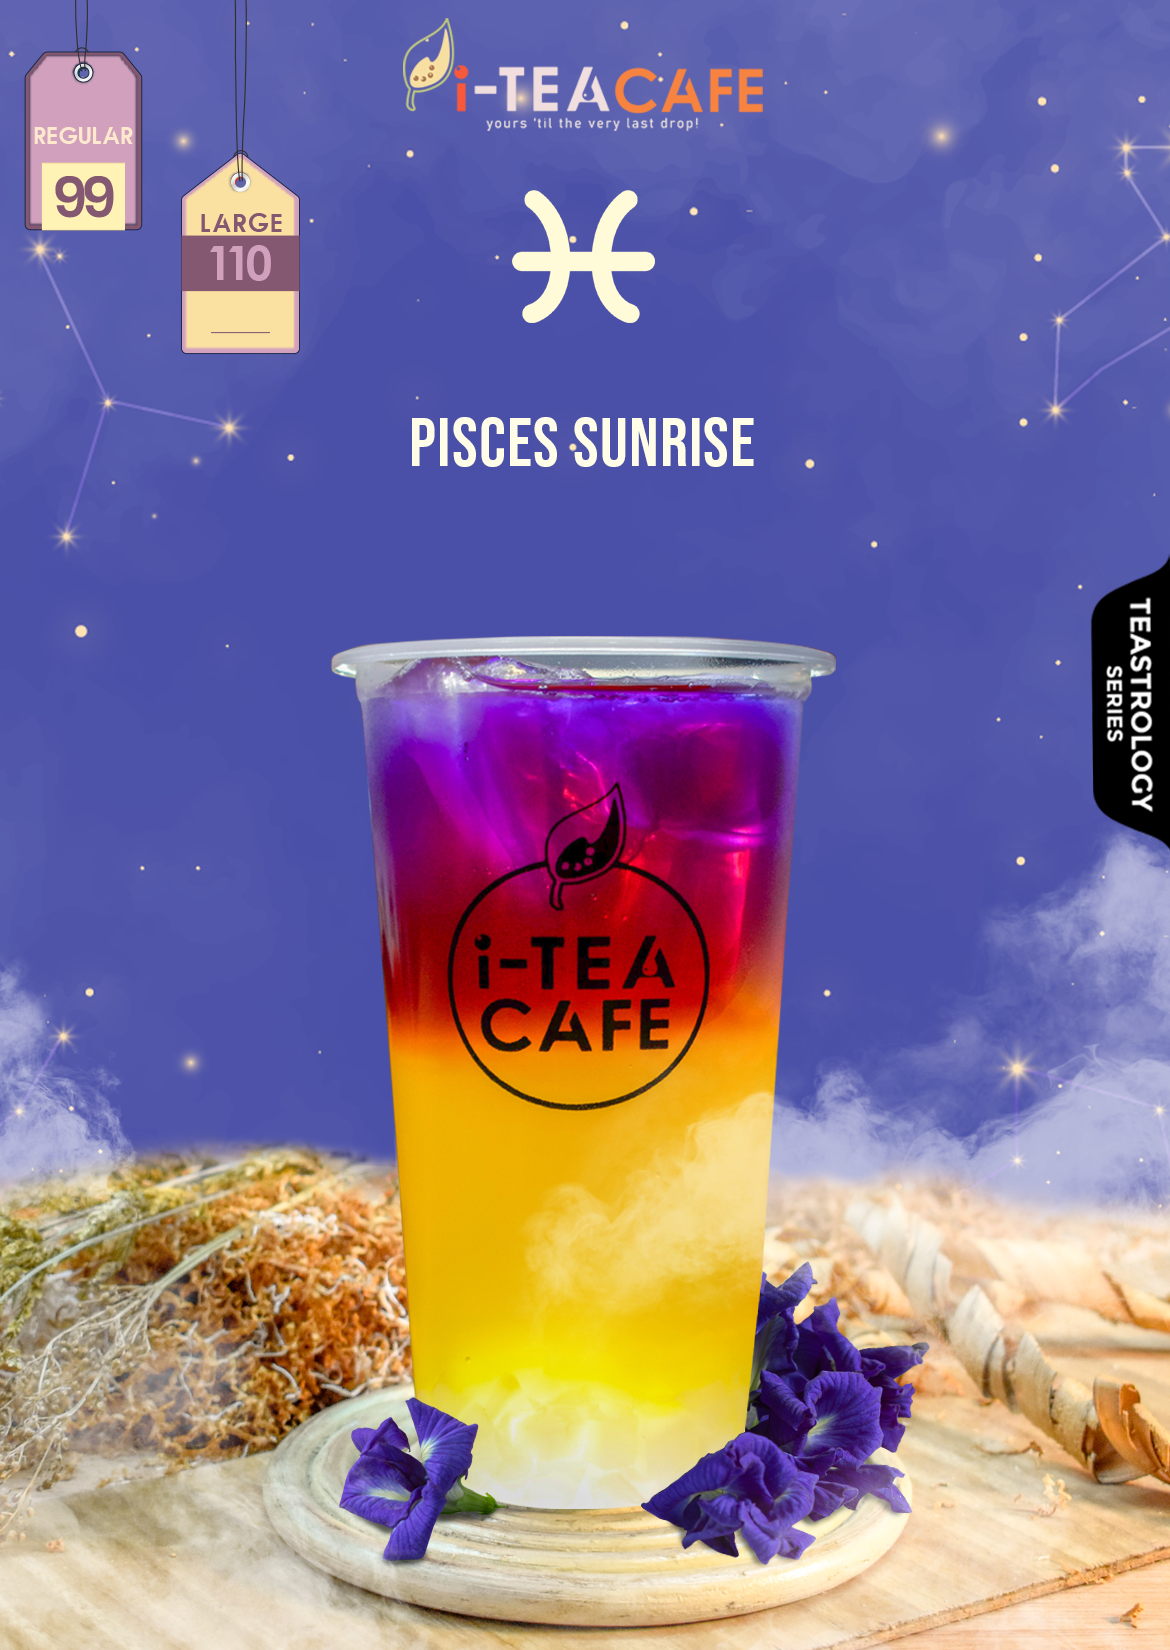 i-TEACAFE
yours 'til the very last drop!
REGULAR
99
LARGE
110
PISCES SUNRISE
TEASTROLOGY
SERIES
i-TEA
CAFE